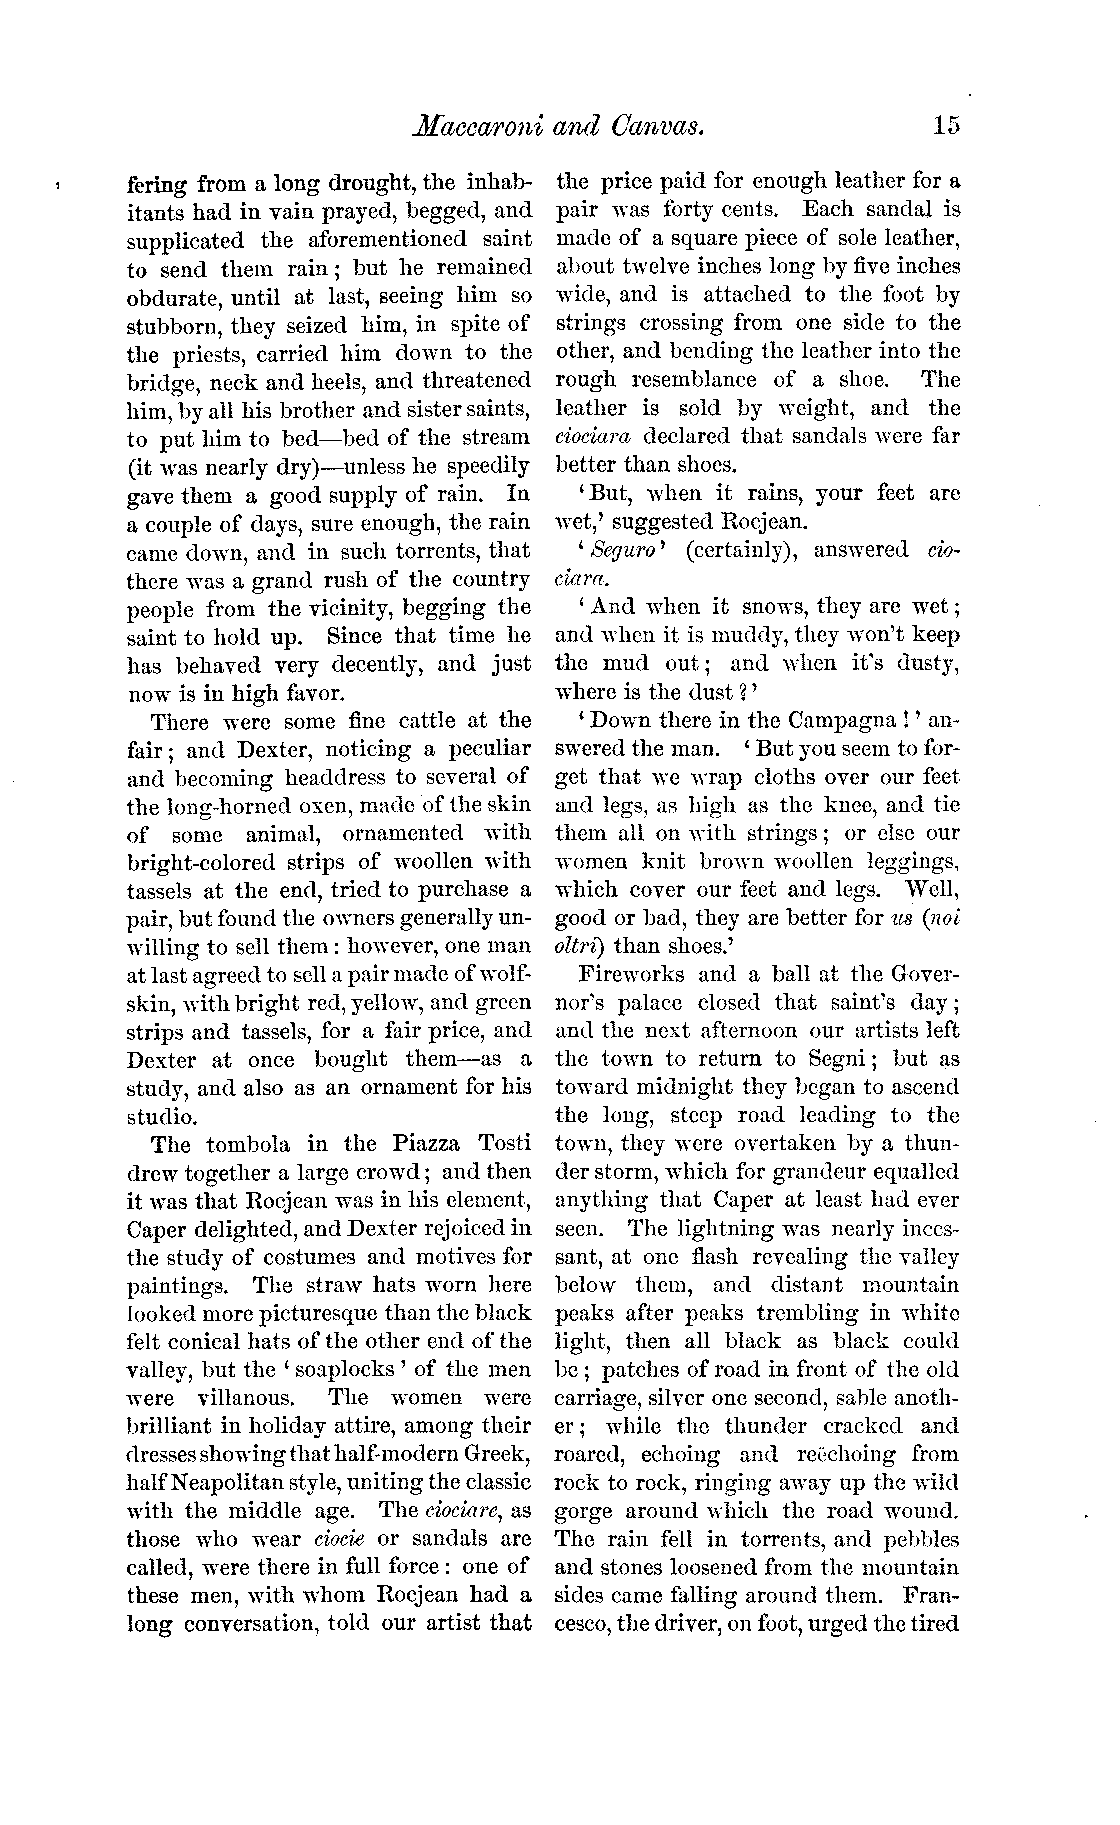 Maccaroni and Canvas. 15
fering from a long drought, the inhab-
itants had in vain prayed, begged, and
supplicated the aforementioned saint
to send them rain; but he remained
obdurate, until at last, seeing him so
stubborn, they seized him, in spite of
the priests, carried him down to the
bridge, neck and heels, and threatened
him, by all his brother and sister saints,
to put him to bed—bed of the stream
(it was nearly dry)—unless he speedily
gave them a good supply of rain. In
a couple of days, sure enough, the rain
came down, and in such torrents, that
there was a grand rush of the country
people from the vicinity, begging the
saint to hold up. Since that time he
has behaved very decently, and just
now is in high favor.
There were some fine cattle at the
fair; and Dexter, noticing a peculiar
and becoming headdress to several of
the long-horned oxen, made of the skin
of some animal, ornamented with
bright-colored strips of woollen with
tassels at the end, tried to purchase a
pair, but found the owners generally un-
willing to sell them: however, one man
at last agreed to sell a pair made of wolf-
skin, with bright red, yellow, and green
strips and tassels, for a fair price, and
Dexter at once bought them—as a
study, and also as an ornament for his
studio.
The tombola in the Piazza Tosti
drew together a large crowd; and then
it was that Rocjean was in his element,
Caper delighted, and Dexter rejoiced in
the study of costumes and motives for
paintings. The straw hats worn here
looked more picturesque than the black
felt conical hats of the other end of the
valley, but the 'soaplocks' of the men
were villanous. The women were
brilliant in holiday attire, among their
dresses showing that half-modern Greek,
half Neapolitan style, uniting the classic
with the middle age. The ciociare, as
those who wear ciocie or sandals are
called, were there in full force: one of
these men, with whom Rocjean had a
long conversation, told our artist that
the price paid for enough leather for a
pair was forty cents. Each sandal is
made of a square piece of sole leather,
about twelve inches long by five inches
wide, and is attached to the foot by
strings crossing from one side to the
other, and bending the leather into the
rough resemblance of a shoe. The
leather is sold by weight, and the
ciociara declared that sandals were far
better than shoes.
'But, when it rains, your feet are
wet,' suggested Rocjean.
'Seguro' (certainly), answered cio-
ciara.
'And when it snows, they are wet;
and when it is muddy, they won't keep
the mud out; and when it's dusty,
where is the dust?'
'Down there in the Campagna!' an-
swered the man. 'But you seem to for-
get that we wrap cloths over our feet
and legs, as high as the knee, and tie
them all on with strings; or else our
women knit brown woollen leggings,
which cover our feet and legs. Well,
good or bad, they are better for us (noi
oltri) than shoes.'
Fireworks and a ball at the Gover-
nor's palace closed that saint's day;
and the next afternoon our artists left
the town to return to Segni; but as
toward midnight they began to ascend
the long, steep road leading to the
town, they were overtaken by a thun-
der storm, which for grandeur equalled
anything that Caper at least had ever
seen. The lightning was nearly inces-
sant, at one flash revealing the valley
below them, and distant mountain
peaks after peaks trembling in white
light, then all black as black could
be; patches of road in front of the old
carriage, silver one second, sable anoth-
er; while the thunder cracked and
roared, echoing and reëchoing from
rock to rock, ringing away up the wild
gorge around which the road wound.
The rain fell in torrents, and pebbles
and stones loosened from the mountain
sides came falling around them. Fran-
cesco, the driver, on foot, urged the tired